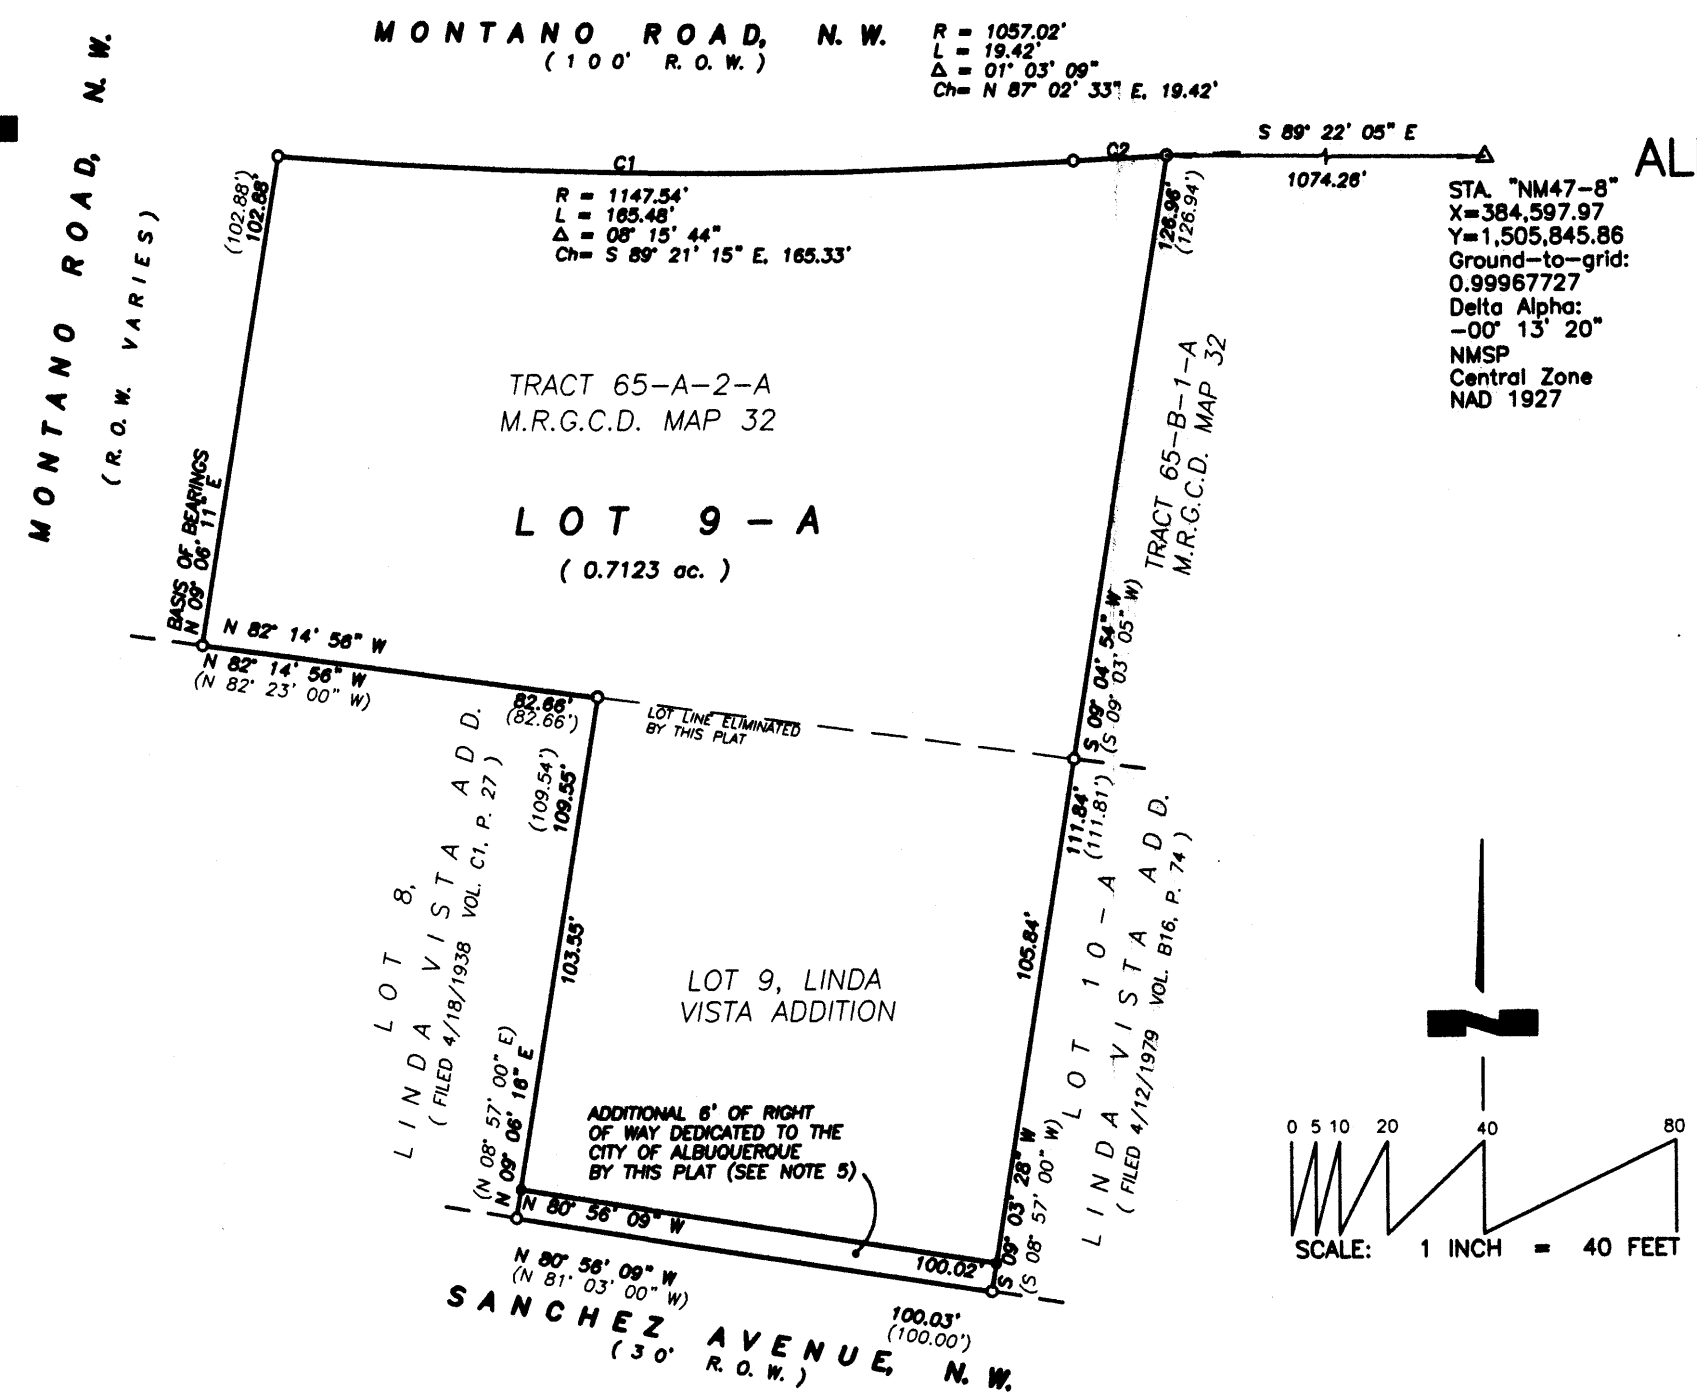 MONTANO ROAD, N. W.
( 100' R. O. W. )
R = 1057.02'
L = 19.42'
Δ = 01° 03' 09"
Ch= N 87° 02' 33" E, 19.42'
MONTANO ROAD, N. W.
( R. O. W. VARIES )
C1
C2
S 89° 22' 05" E
1074.26'
AL
R = 1147.54'
L = 165.48'
Δ = 08° 15' 44"
Ch= S 89° 21' 15" E, 165.33'
STA. "NM47-8"
X=384,597.97
Y=1,505,845.86
Ground-to-grid:
0.99967727
Delta Alpha:
-00° 13' 20"
NMSP
Central Zone
NAD 1927
(102.88')
102.88'
126.96'
(126.94')
TRACT 65-A-2-A
M.R.G.C.D. MAP 32
TRACT 65-B-1-A
M.R.G.C.D. MAP 32
LOT 9-A
( 0.7123 ac. )
BASIS OF BEARINGS
N 09° 06' 11" E
S 09° 04' 54" W
(S 09° 03' 05" W)
N 82° 14' 56" W
N 82° 14' 56" W
(N 82° 23' 00" W)
82.66'
(82.66')
LOT LINE ELIMINATED
BY THIS PLAT
(109.54')
109.55'
111.84'
(111.81')
LOT 8,
LINDA VISTA ADD.
( FILED 4/18/1938 VOL. C1, P. 27 )
103.55'
105.84'
LOT 9, LINDA
VISTA ADDITION
LOT 10-A
LINDA VISTA ADD.
( FILED 4/12/1979 VOL. B16, P. 74 )
(N 08° 57' 00" E)
N 09° 06' 16" E
ADDITIONAL 6' OF RIGHT
OF WAY DEDICATED TO THE
CITY OF ALBUQUERQUE
BY THIS PLAT (SEE NOTE 5)
S 09° 03' 28" W
(S 08° 57' 00" W)
N 80° 56' 09" W
100.02'
N 80° 56' 09" W
(N 81° 03' 00" W)
100.03'
(100.00')
SANCHEZ AVENUE, N. W.
( 30' R. O. W. )
N
0 5 10 20 40 80
SCALE: 1 INCH = 40 FEET